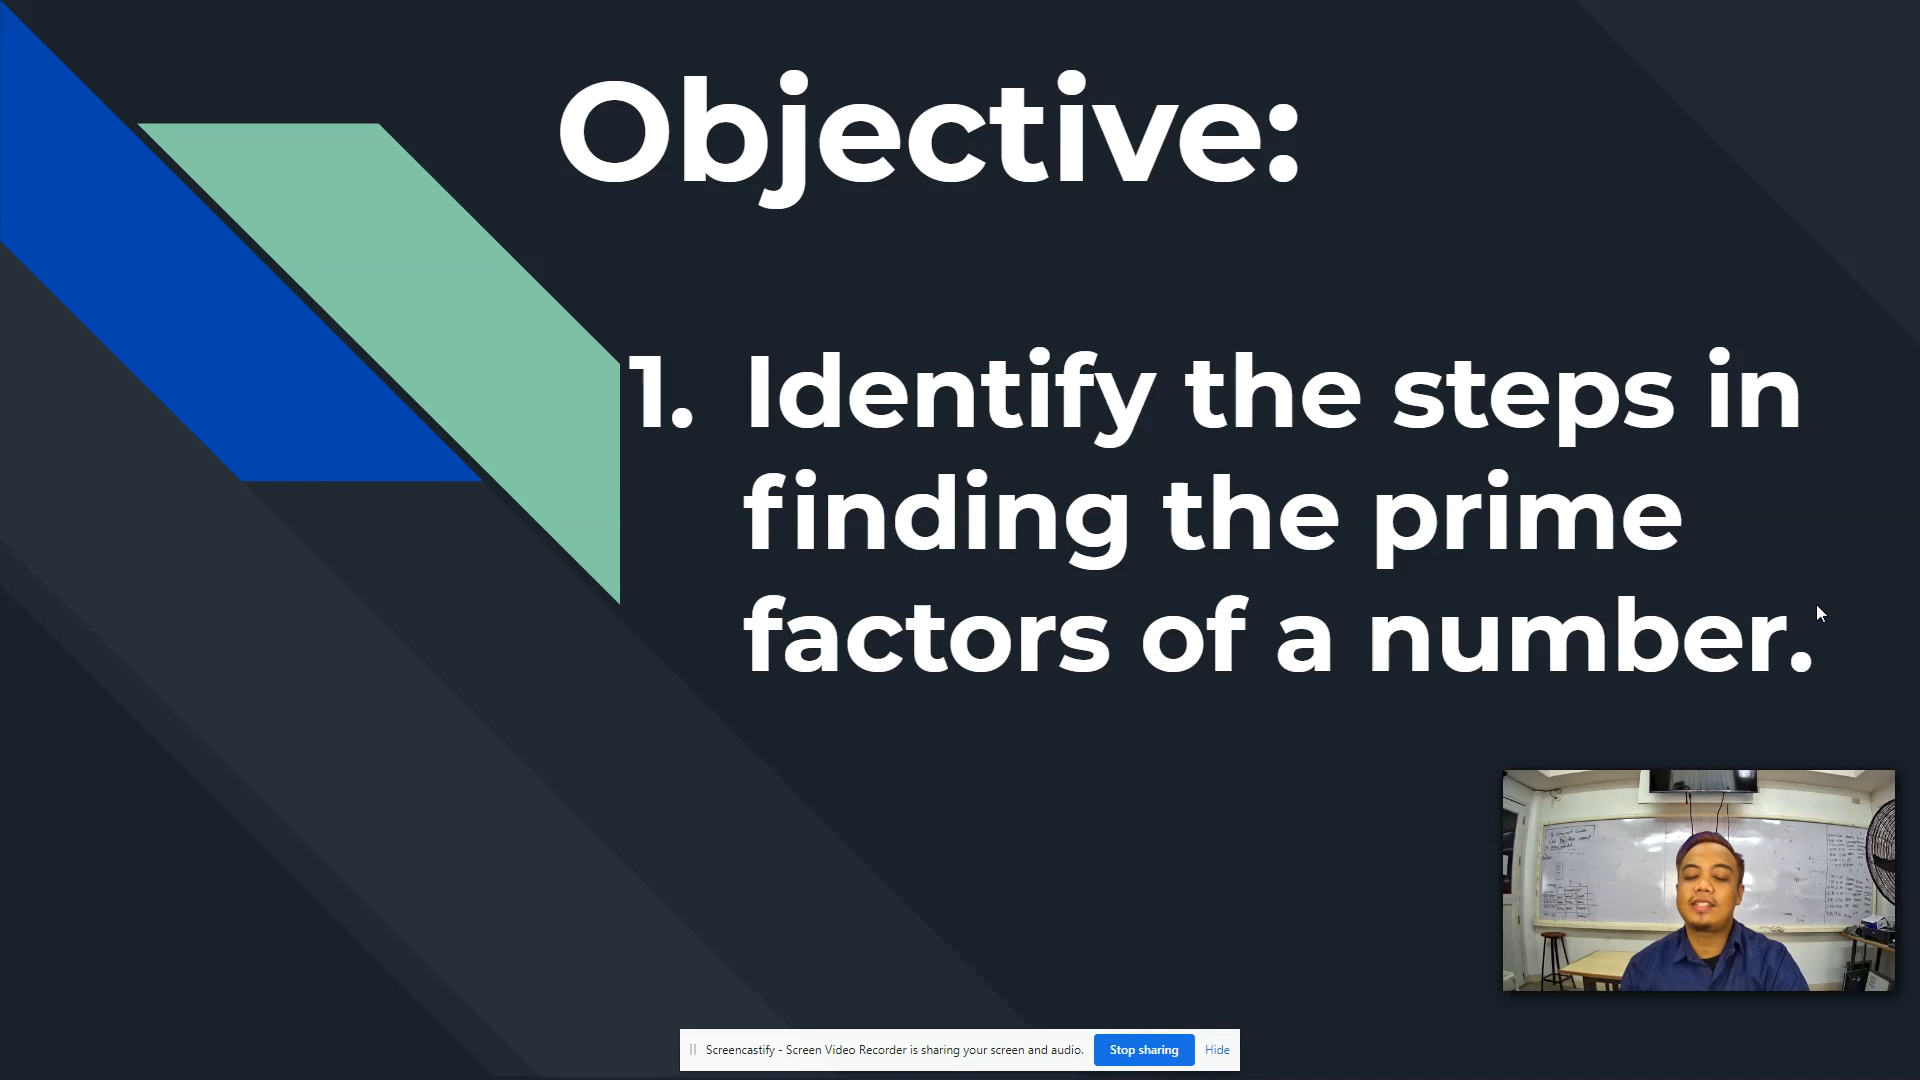 Objective:
1. Identify the steps in
finding the prime
factors of a number.
Screencastify - Screen Video Recorder is sharing your screen and audio.
Stop sharing
Hide